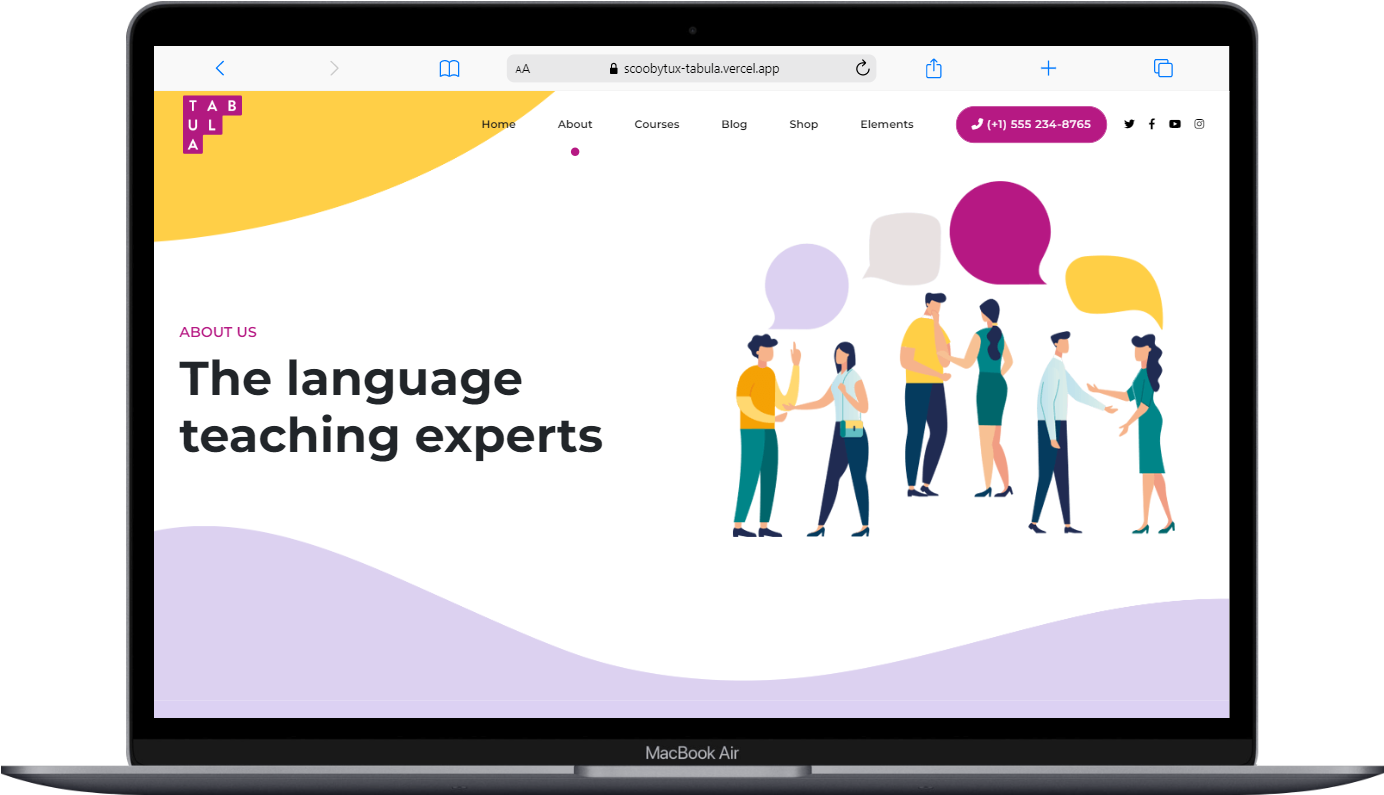 AA
scoobytux-tabula.vercel.app
TAB
UL
A
Home
About
Courses
Blog
Shop
Elements
(+1) 555 234-8765
ABOUT US
The language
teaching experts
MacBook Air